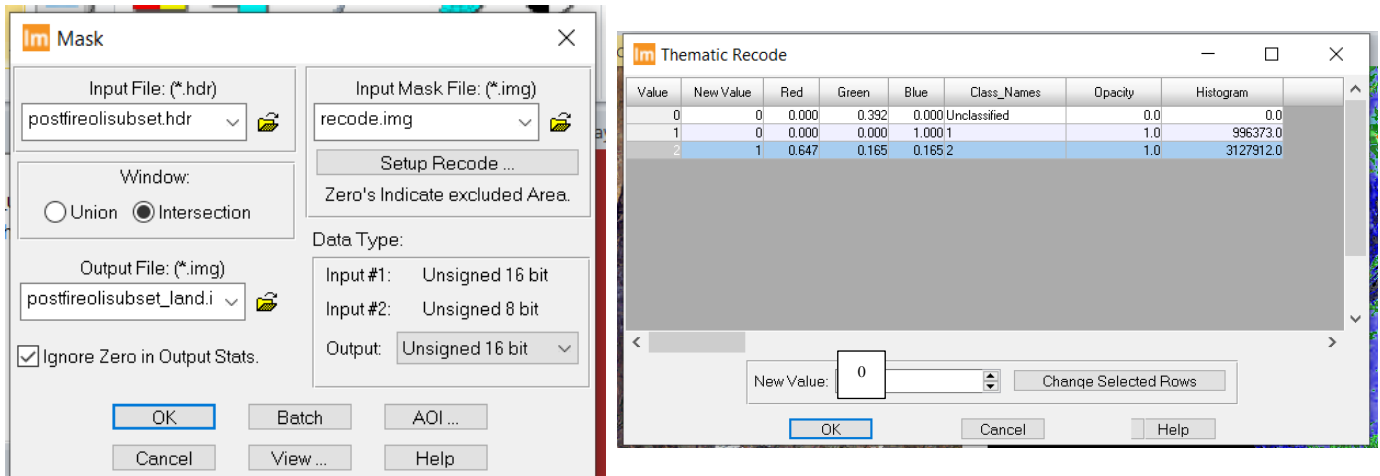 Im Mask
Input File: (*.hdr)
postfireolisubset.hdr
Window:
Union Intersection
Output File: (*.img)
postfireolisubset_land.i
Ignore Zero in Output Stats.
Input Mask File: (*.img)
recode.img
Setup Recode ...
Zero's Indicate excluded Area.
Data Type:
Input #1: Unsigned 16 bit
Input #2: Unsigned 8 bit
Output: Unsigned 16 bit
OK Batch AOI ...
Cancel View ... Help
Im Thematic Recode
Value New Value Red Green Blue Class_Names Opacity Histogram
0 0 0.000 0.392 0.000 Unclassified 0.0 0.0
1 0 0.000 0.000 1.000 1 1.0 996373.0
2 1 0.647 0.165 0.165 2 1.0 3127912.0
New Value: 0 Change Selected Rows
OK Cancel Help